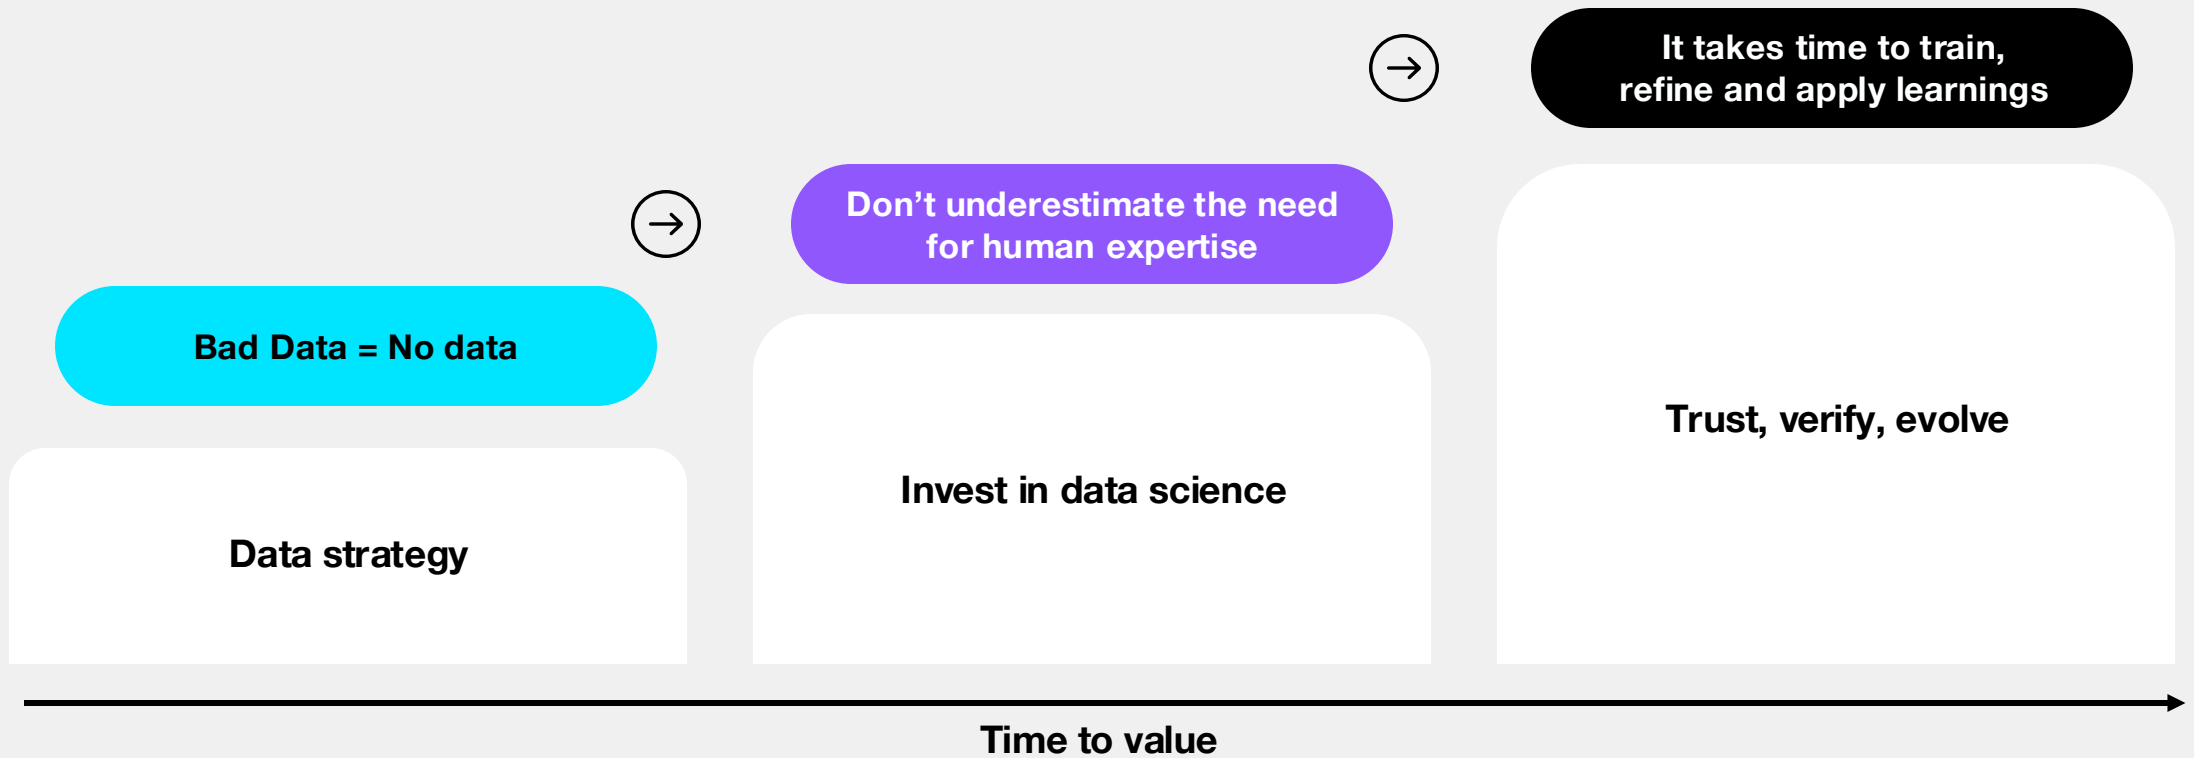 Bad Data = No data
Data strategy
Don’t underestimate the need
for human expertise
Invest in data science
It takes time to train,
refine and apply learnings
Trust, verify, evolve
Time to value